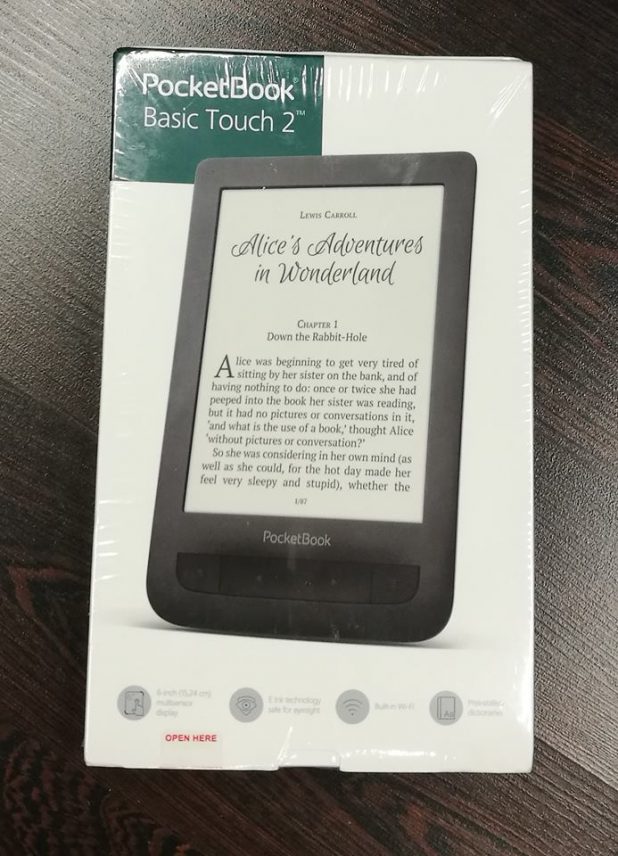 PocketBook®
Basic Touch 2™
Lewis Carroll
Alice's Adventures
in Wonderland
Chapter 1
Down the Rabbit-Hole
Alice was beginning to get very tired of
sitting by her sister on the bank, and of
having nothing to do: once or twice she had
peeped into the book her sister was reading,
but it had no pictures or conversations in it,
'and what is the use of a book,' thought Alice
'without pictures or conversation?'
So she was considering in her own mind (as
well as she could, for the hot day made her
feel very sleepy and stupid), whether the
1/87
PocketBook
6-inch (15,24 cm)
multisensor
display
E Ink technology
safe for eyesight
Built-in Wi-Fi
Aa
dictionaries
OPEN HERE